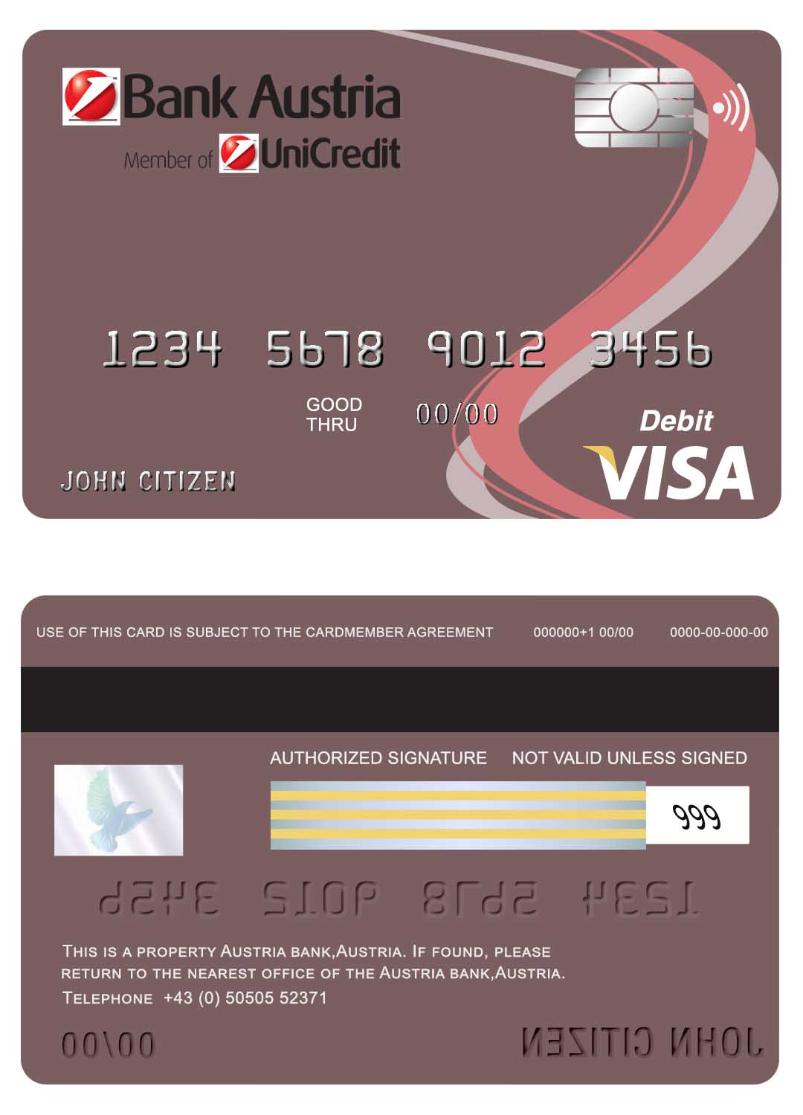 Bank Austria
Member of UniCredit
1234 5678 9012 3456
GOOD THRU 00/00
Debit
JOHN CITIZEN
VISA
USE OF THIS CARD IS SUBJECT TO THE CARDMEMBER AGREEMENT 000000+1 00/00 0000-00-000-00
AUTHORIZED SIGNATURE NOT VALID UNLESS SIGNED
999
1234 5678 9012 3456
THIS IS A PROPERTY AUSTRIA BANK,AUSTRIA. IF FOUND, PLEASE
RETURN TO THE NEAREST OFFICE OF THE AUSTRIA BANK,AUSTRIA.
TELEPHONE +43 (0) 50505 52371
00/00 JOHN CITIZEN